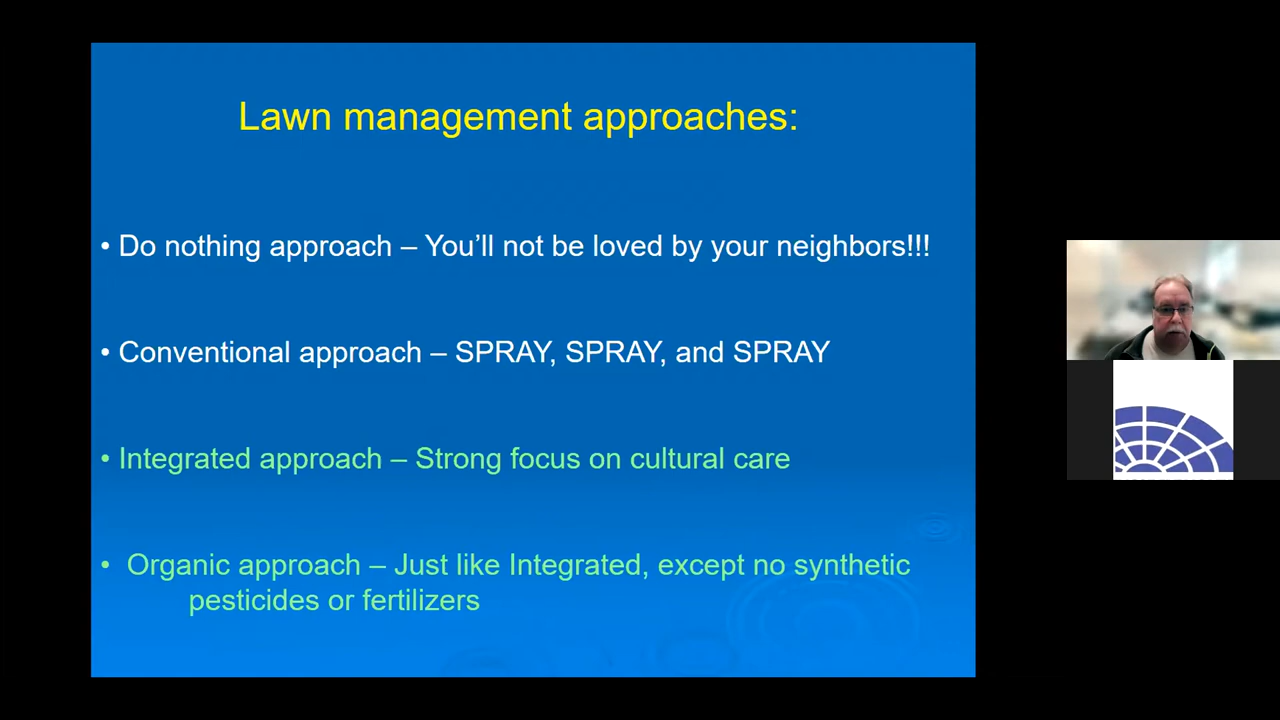 Lawn management approaches:
• Do nothing approach – You’ll not be loved by your neighbors!!!
• Conventional approach – SPRAY, SPRAY, and SPRAY
• Integrated approach – Strong focus on cultural care
• Organic approach – Just like Integrated, except no synthetic
pesticides or fertilizers